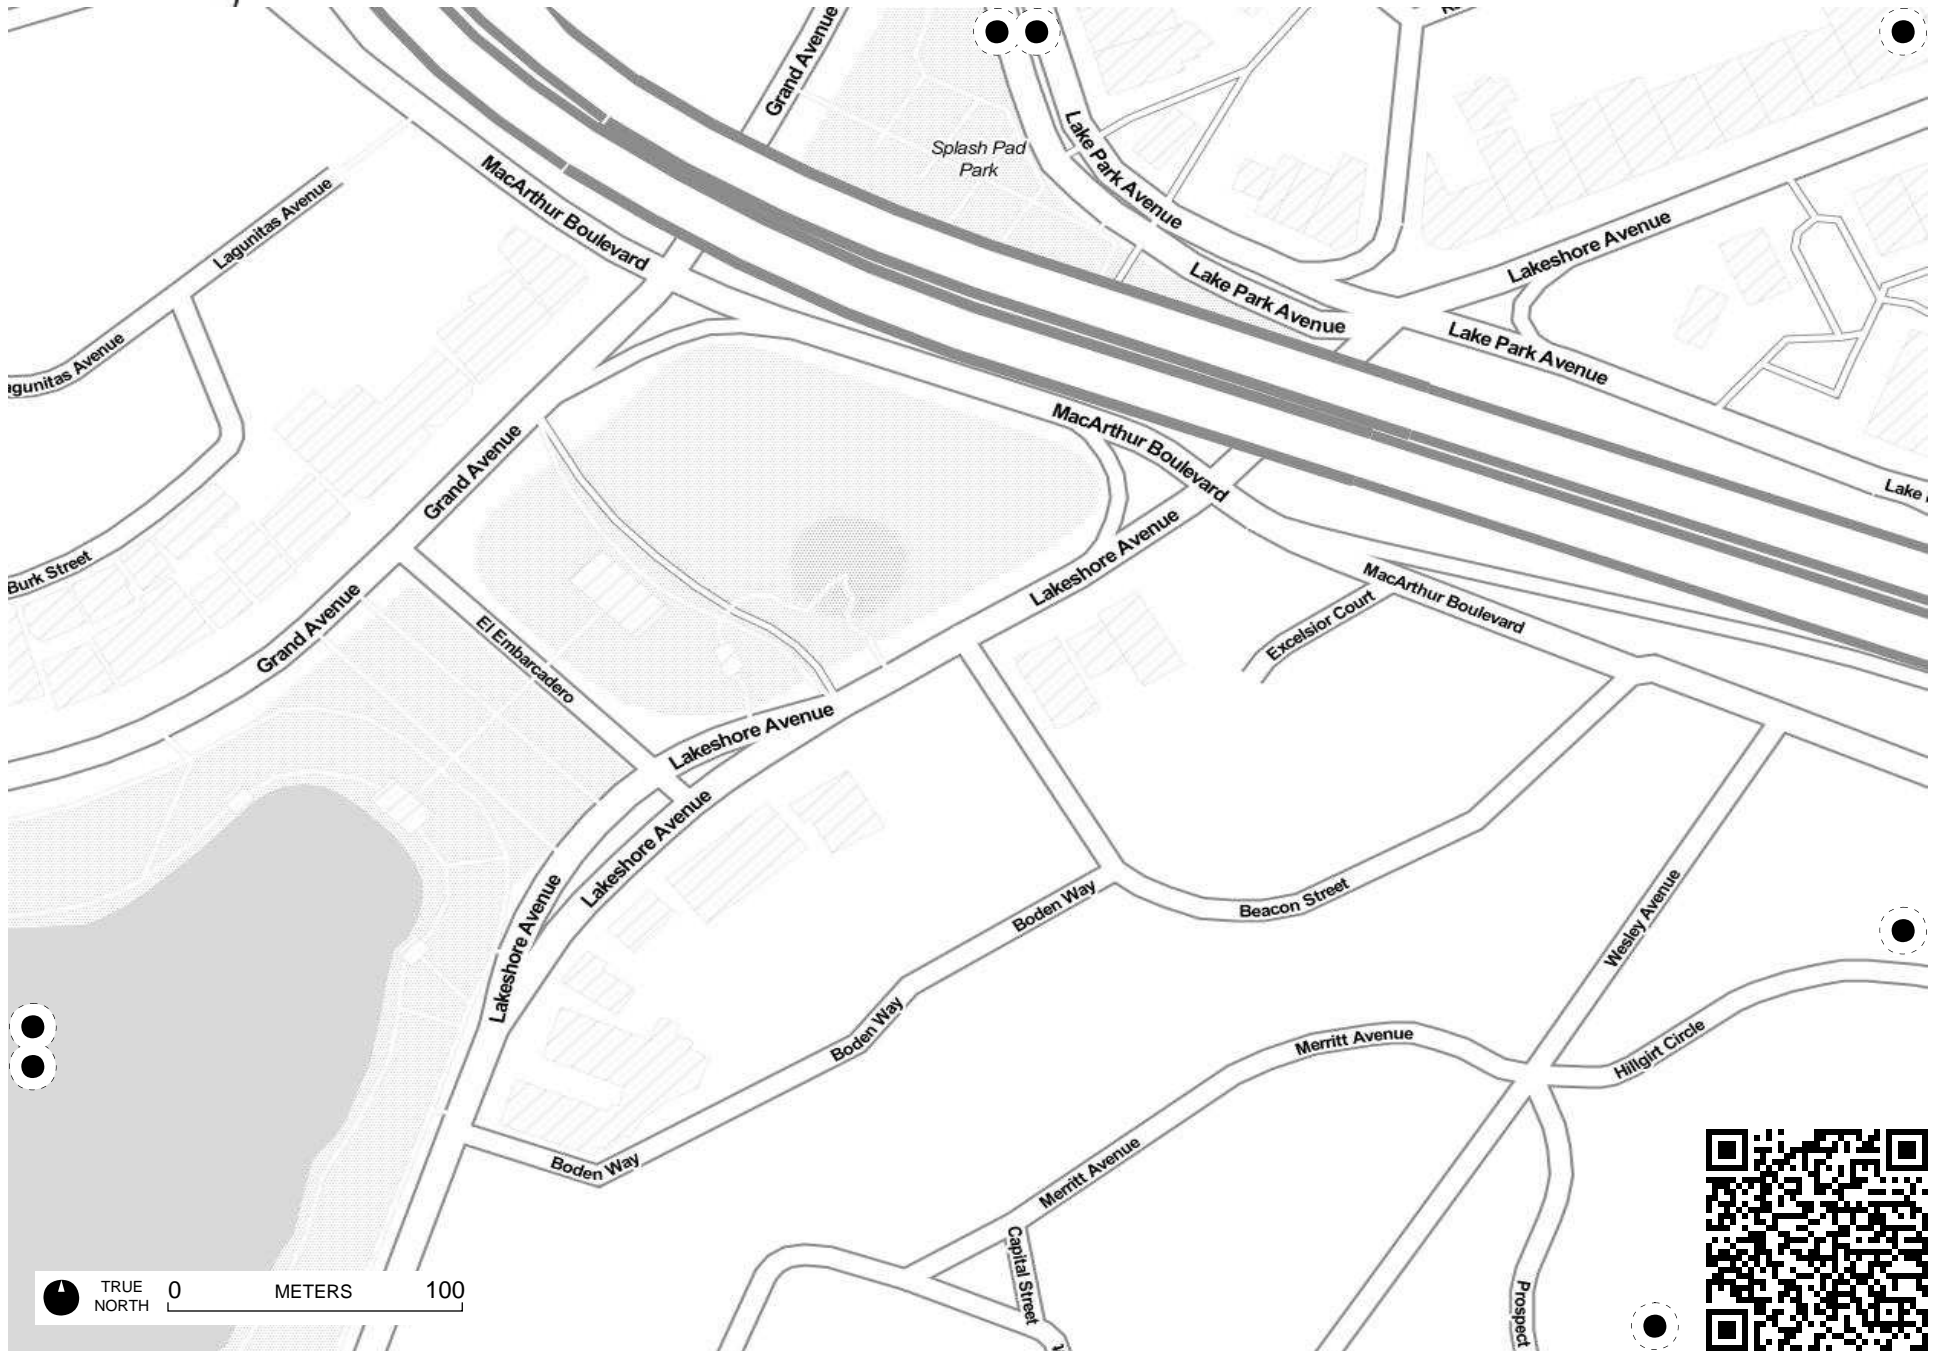 Grand Avenue
Splash Pad
Park
Lake Park Avenue
MacArthur Boulevard
Lagunitas Avenue
Lakeshore Avenue
Lake Park Avenue
Lake Park Avenue
agunitas Avenue
MacArthur Boulevard
Grand Avenue
Lake
Lakeshore Avenue
Burk Street
MacArthur Boulevard
Excelsior Court
Grand Avenue
El Embarcadero
Lakeshore Avenue
Lakeshore Avenue
Lakeshore Avenue
Boden Way
Beacon Street
Wesley Avenue
Boden Way
Merritt Avenue
Hillgirt Circle
Boden Way
Merritt Avenue
Capital Street
Prospect
TRUE
NORTH
0 METERS 100